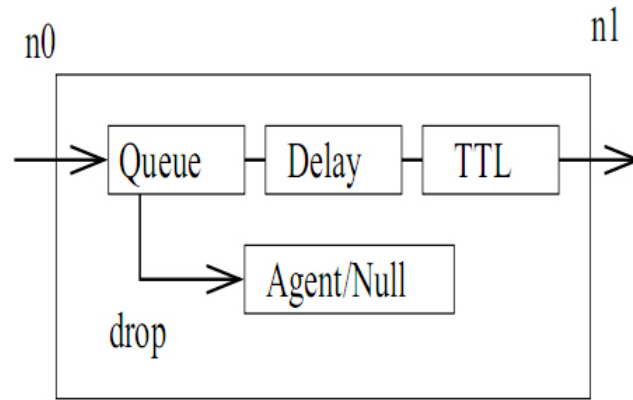 n0
n1
Queue
Delay
TTL
Agent/Null
drop